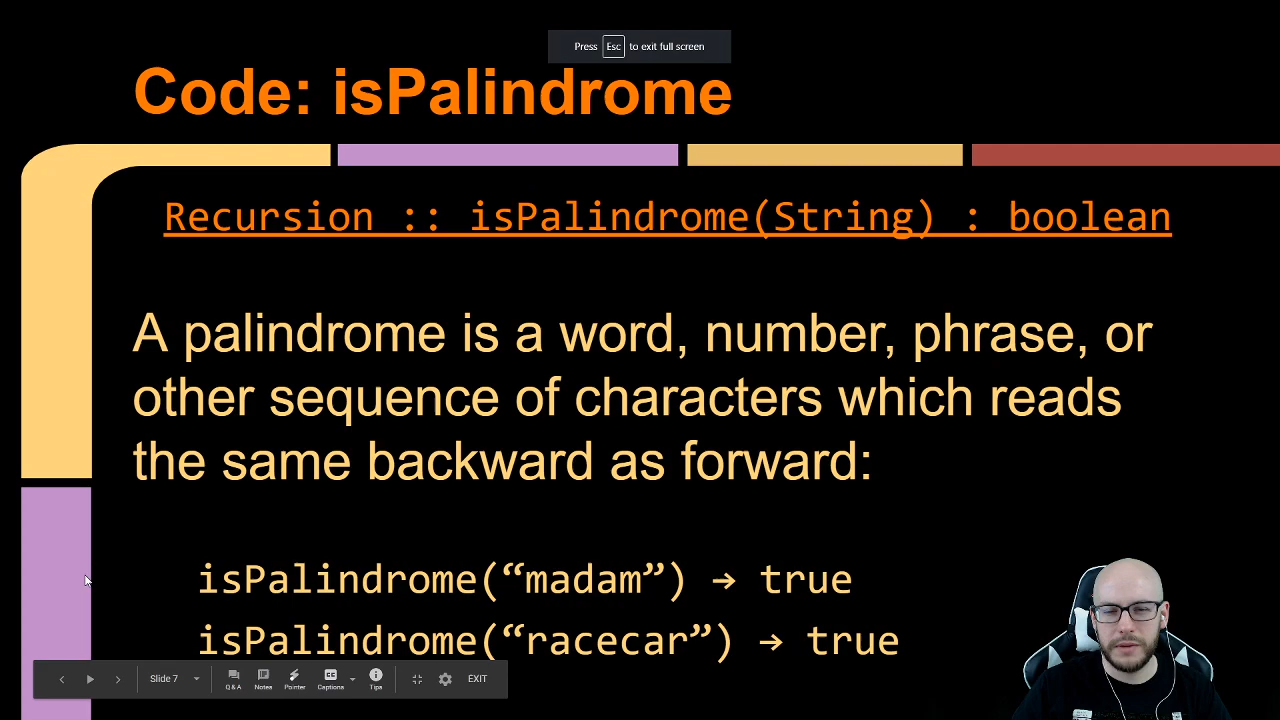 Press Esc to exit full screen
Code: isPalindrome
Recursion :: isPalindrome(String) : boolean
A palindrome is a word, number, phrase, or
other sequence of characters which reads
the same backward as forward:
isPalindrome(“madam”) → true
isPalindrome(“racecar”) → true
Slide 7
Q & A
Notes
Pointer
Captions
Tips
EXIT